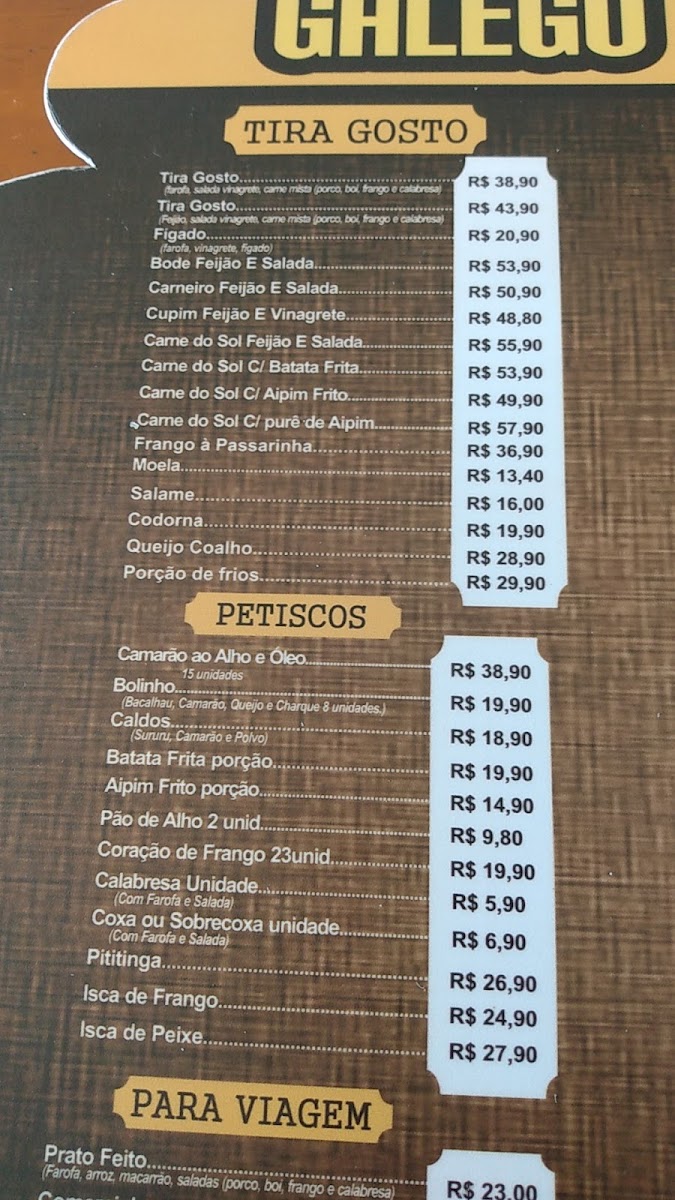 GALEGO
TIRA GOSTO
Tira Gosto R$ 38,90
(farofa, salada vinagrete, carne mista (porco, boi, frango e calabresa)
Tira Gosto R$ 43,90
(Feijão, salada vinagrete, carne mista (porco, boi, frango e calabresa)
Figado R$ 20,90
(farofa, vinagrete, figado)
Bode Feijão E Salada R$ 53,90
Carneiro Feijão E Salada R$ 50,90
Cupim Feijão E Vinagrete R$ 48,80
Carne do Sol Feijão E Salada R$ 55,90
Carne do Sol C/ Batata Frita R$ 53,90
Carne do Sol C/ Aipim Frito R$ 49,90
Carne do Sol C/ purê de Aipim R$ 57,90
Frango à Passarinha R$ 36,90
Moela R$ 13,40
Salame R$ 16,00
Codorna R$ 19,90
Queijo Coalho R$ 28,90
Porção de frios R$ 29,90
PETISCOS
Camarão ao Alho e Óleo R$ 38,90
15 unidades
Bolinho R$ 19,90
(Bacalhau, Camarão, Queijo e Charque 8 unidades.)
Caldos R$ 18,90
(Sururu, Camarão e Polvo)
Batata Frita porção R$ 19,90
Aipim Frito porção R$ 14,90
Pão de Alho 2 unid R$ 9,80
Coração de Frango 23unid R$ 19,90
Calabresa Unidade R$ 5,90
(Com Farofa e Salada)
Coxa ou Sobrecoxa unidade R$ 6,90
(Com Farofa e Salada)
Pititinga R$ 26,90
Isca de Frango R$ 24,90
Isca de Peixe R$ 27,90
PARA VIAGEM
Prato Feito R$ 23,00
(Farofa, arroz, macarrão, saladas (porco, boi, frango e calabresa)